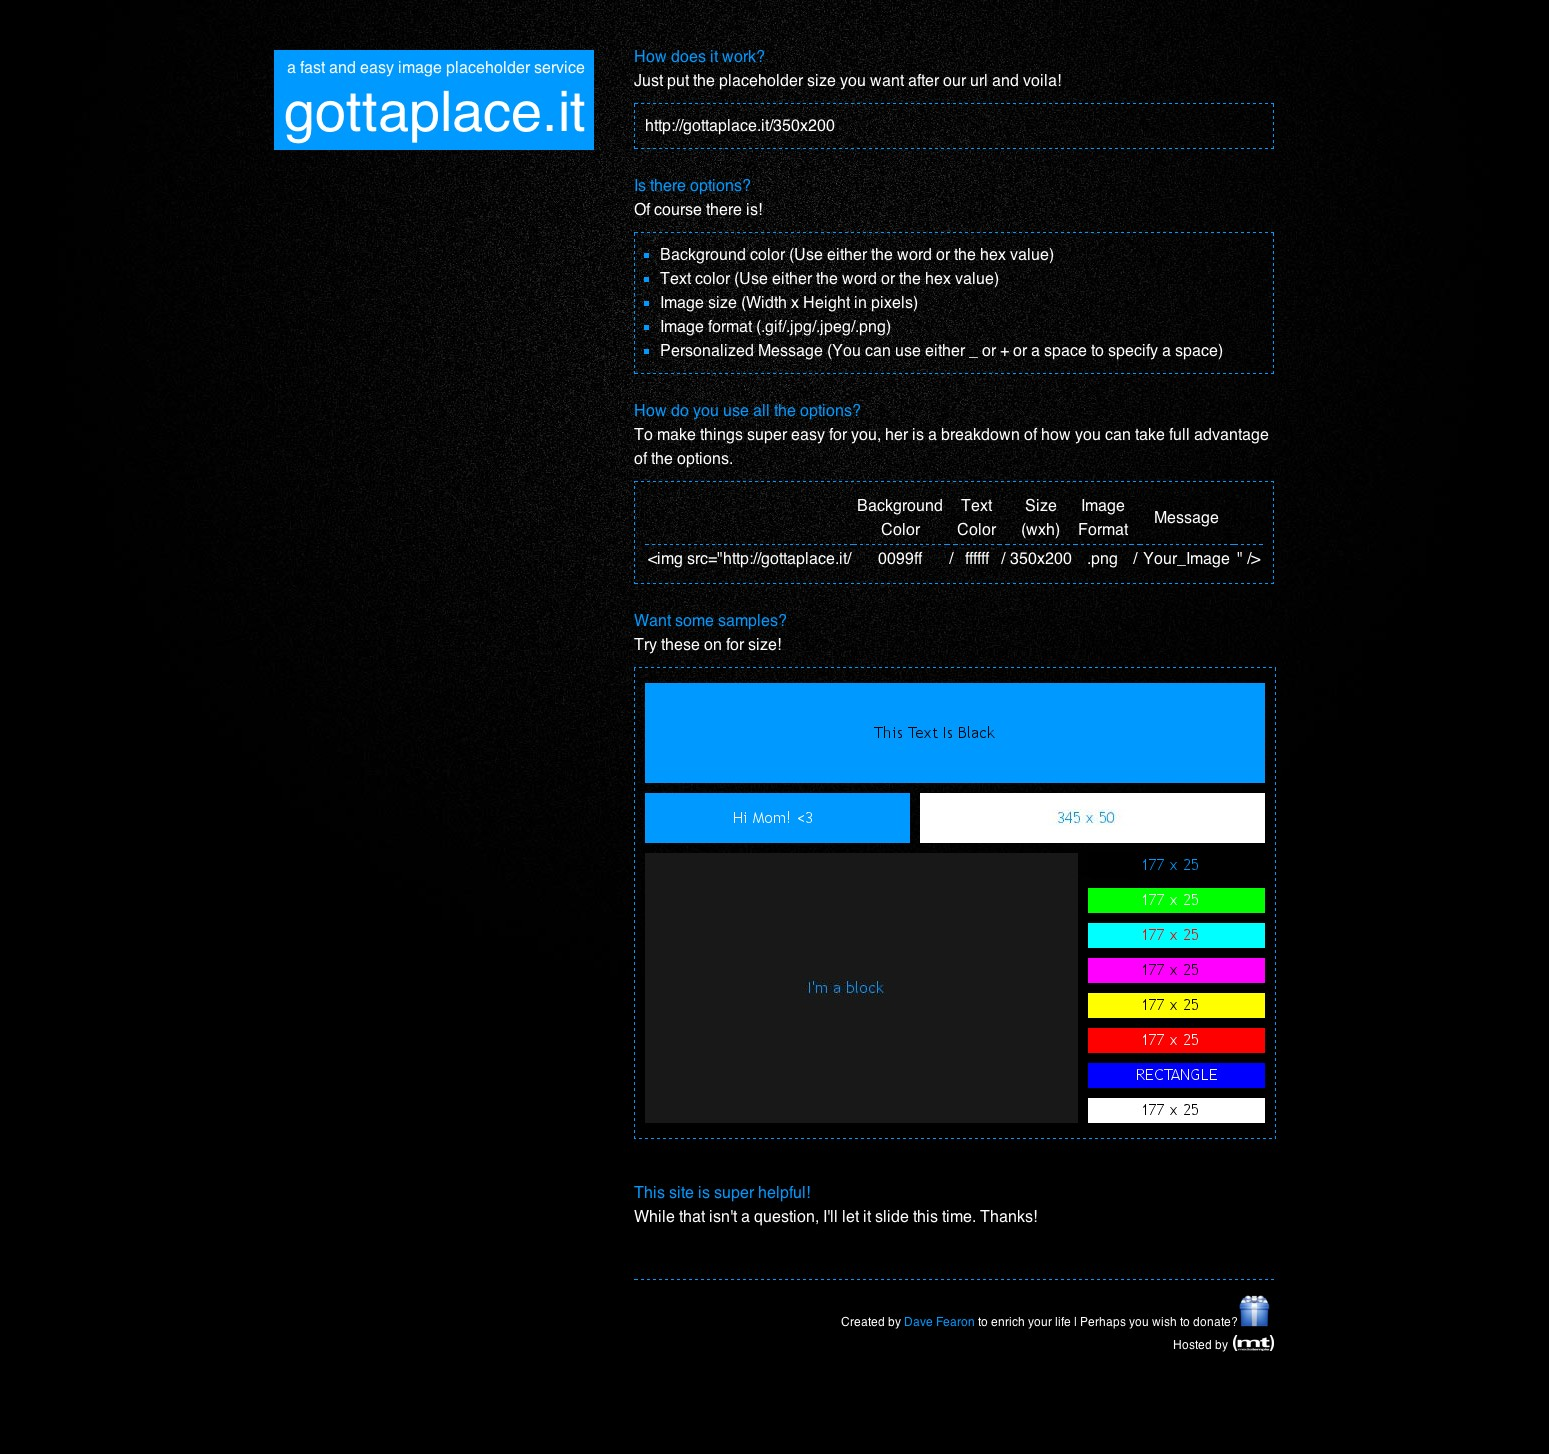 a fast and easy image placeholder service
gottaplace.it
How does it work?
Just put the placeholder size you want after our url and voila!
http://gottaplace.it/350x200
Is there options?
Of course there is!
Background color (Use either the word or the hex value)
Text color (Use either the word or the hex value)
Image size (Width x Height in pixels)
Image format (.gif/.jpg/.jpeg/.png)
Personalized Message (You can use either _ or + or a space to specify a space)
How do you use all the options?
To make things super easy for you, her is a breakdown of how you can take full advantage
of the options.
Background Color Text Color Size (wxh) Image Format Message
<img src="http://gottaplace.it/ 0099ff / ffffff / 350x200 .png / Your_Image " />
Want some samples?
Try these on for size!
This Text Is Black
Hi Mom! <3
345 x 50
I'm a block
177 x 25
177 x 25
177 x 25
177 x 25
177 x 25
177 x 25
RECTANGLE
177 x 25
This site is super helpful!
While that isn't a question, I'll let it slide this time. Thanks!
Created by Dave Fearon to enrich your life | Perhaps you wish to donate?
Hosted by (mt)